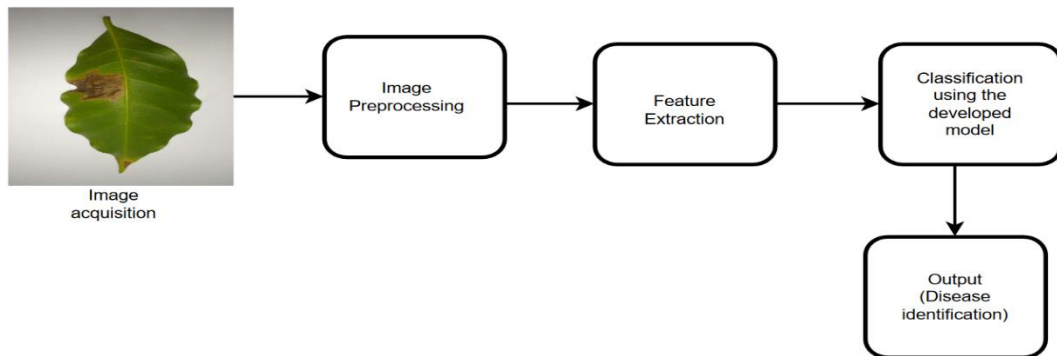 Image
acquisition
Image
Preprocessing
Feature
Extraction
Classification
using the
developed
model
Output
(Disease
identification)